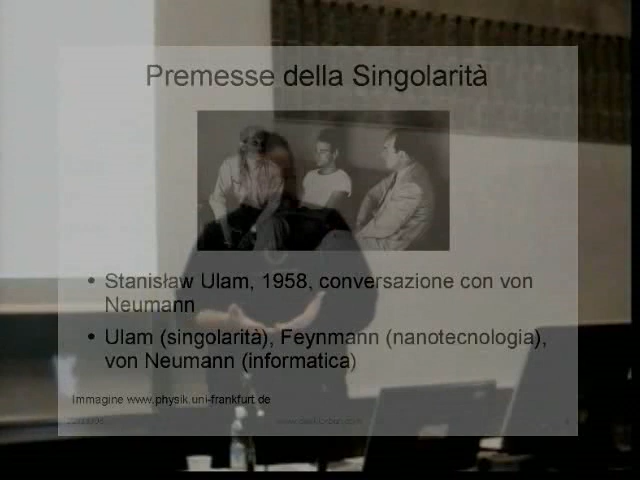 Premesse della Singolarità
• Stanisław Ulam, 1958, conversazione con von
Neumann
• Ulam (singolarità), Feynmann (nanotecnologia),
von Neumann (informatica)
Immagine www.physik.uni-frankfurt.de